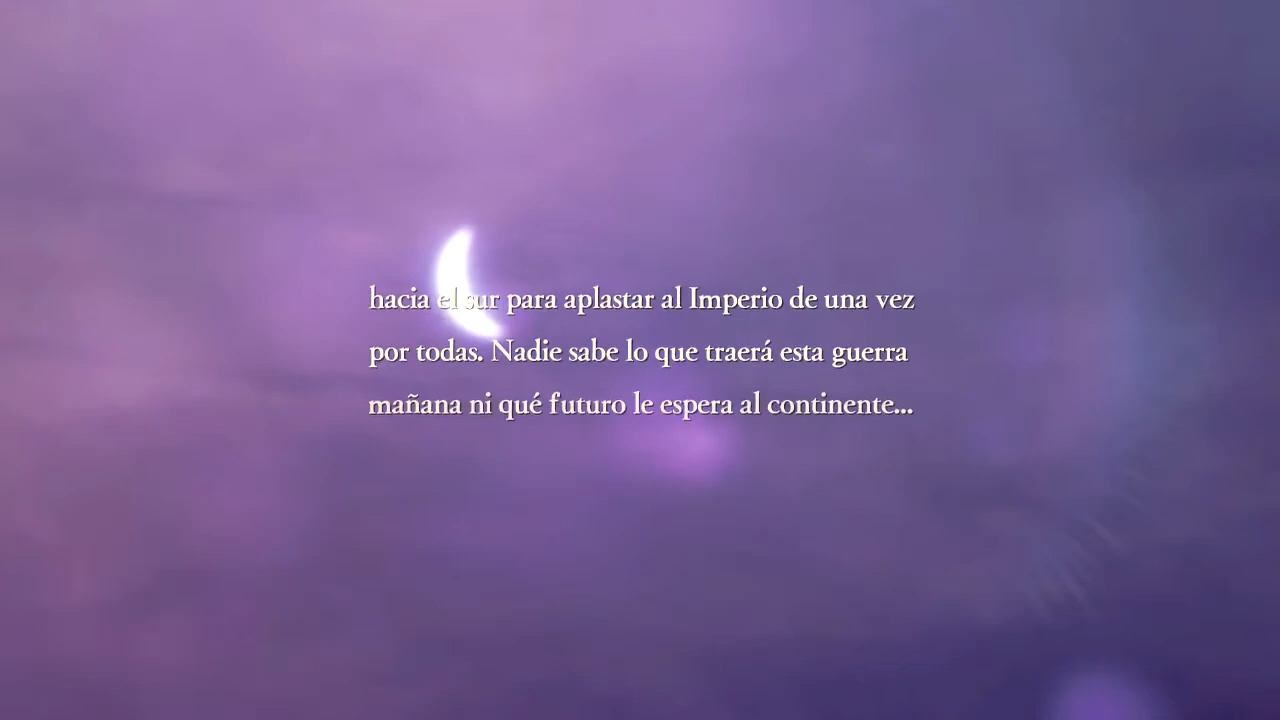 hacia el sur para aplastar al Imperio de una vez
por todas. Nadie sabe lo que traerá esta guerra
mañana ni qué futuro le espera al continente...